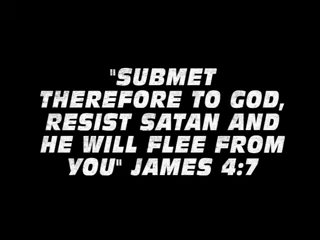 "SUBMET
THEREFORE TO GOD,
RESIST SATAN AND
HE WILL FLEE FROM
YOU" JAMES 4:7